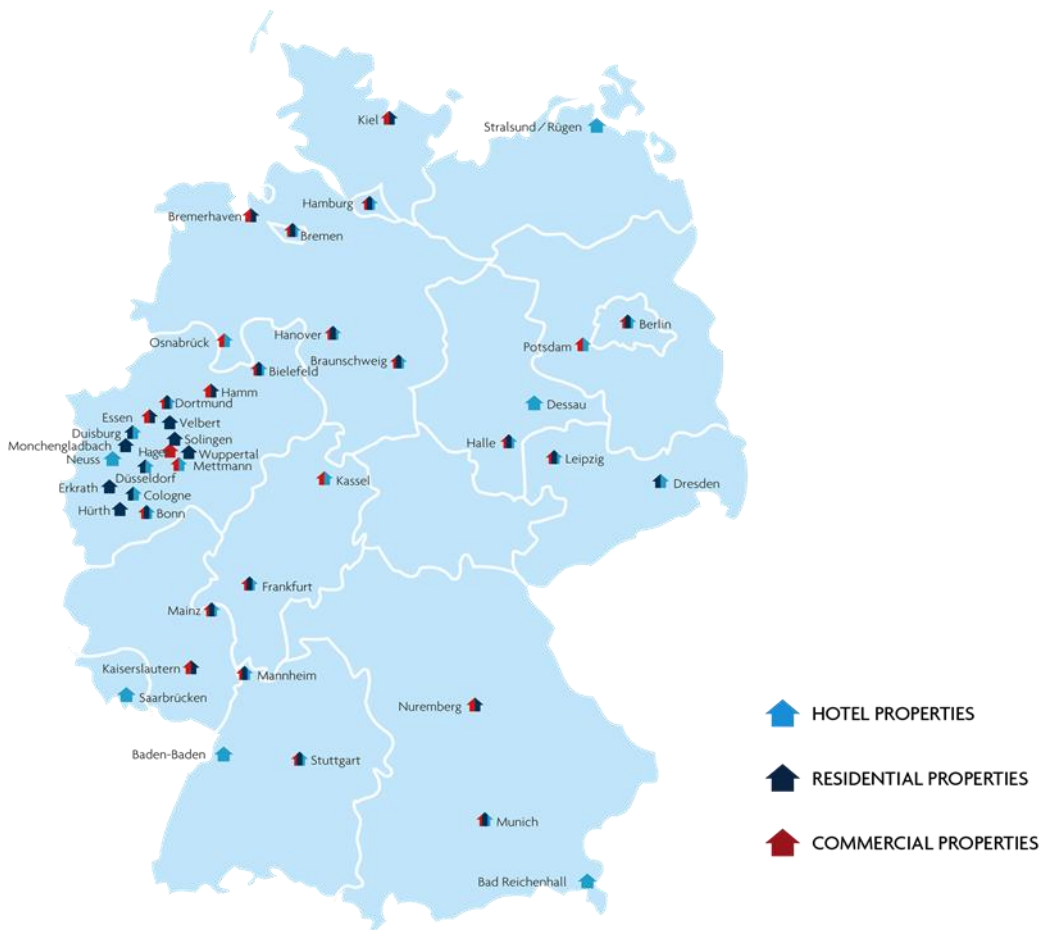 Kiel
Stralsund/Rügen
Hamburg
Bremerhaven
Bremen
Berlin
Hanover
Osnabrück
Potsdam
Braunschweig
Bielefeld
Hamm
Dortmund
Dessau
Essen
Velbert
Duisburg
Solingen
Halle
Monchengladbach
Hage
Wuppertal
Leipzig
Neuss
Mettmann
Düsseldorf
Kassel
Dresden
Erkrath
Cologne
Hürth
Bonn
Frankfurt
Mainz
Kaiserslautern
Mannheim
Saarbrücken
Nuremberg
HOTEL PROPERTIES
Baden-Baden
Stuttgart
RESIDENTIAL PROPERTIES
Munich
COMMERCIAL PROPERTIES
Bad Reichenhall